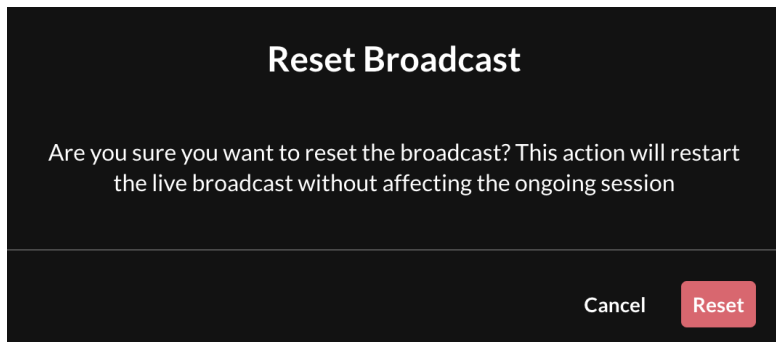 Reset Broadcast
Are you sure you want to reset the broadcast? This action will restart
the live broadcast without affecting the ongoing session
Cancel Reset